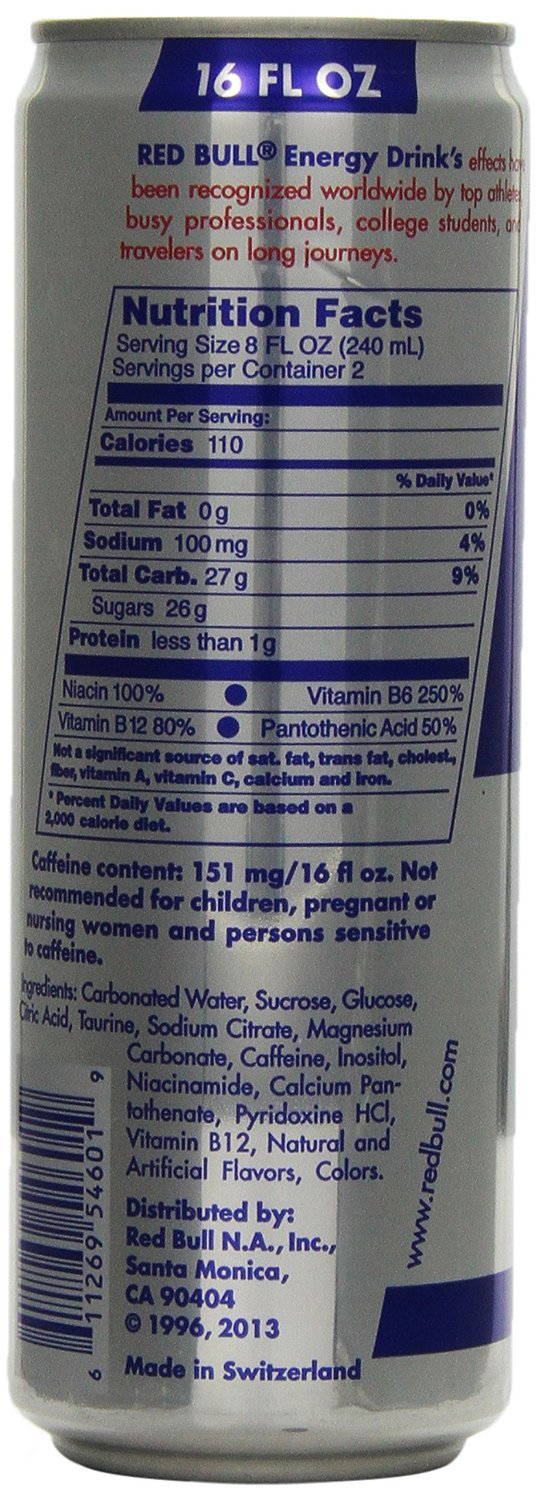 16 FL OZ
RED BULL® Energy Drink's effects
been recognized worldwide by top
busy professionals, college students,
travelers on long journeys.
Nutrition Facts
Serving Size 8 FL OZ (240 mL)
Servings per Container 2
Amount Per Serving:
Calories 110
% Daily Value*
Total Fat 0g 0%
Sodium 100mg 4%
Total Carb. 27g 9%
Sugars 26g
Protein less than 1g
Niacin 100% ● Vitamin B6 250%
Vitamin B12 80% ● Pantothenic Acid 50%
Not a significant source of sat. fat, trans fat, cholest.,
fiber, vitamin A, vitamin C, calcium and iron.
*Percent Daily Values are based on a
2,000 calorie diet.
Caffeine content: 151 mg/16 fl oz. Not
recommended for children, pregnant or
nursing women and persons sensitive
to caffeine.
Ingredients: Carbonated Water, Sucrose, Glucose,
Citric Acid, Taurine, Sodium Citrate, Magnesium
Carbonate, Caffeine, Inositol,
Niacinamide, Calcium Pan-
tothenate, Pyridoxine HCl,
Vitamin B12, Natural and
Artificial Flavors, Colors.
www.redbull.com
6 11269 54601 9
Distributed by:
Red Bull N.A., Inc.,
Santa Monica,
CA 90404
© 1996, 2013
Made in Switzerland